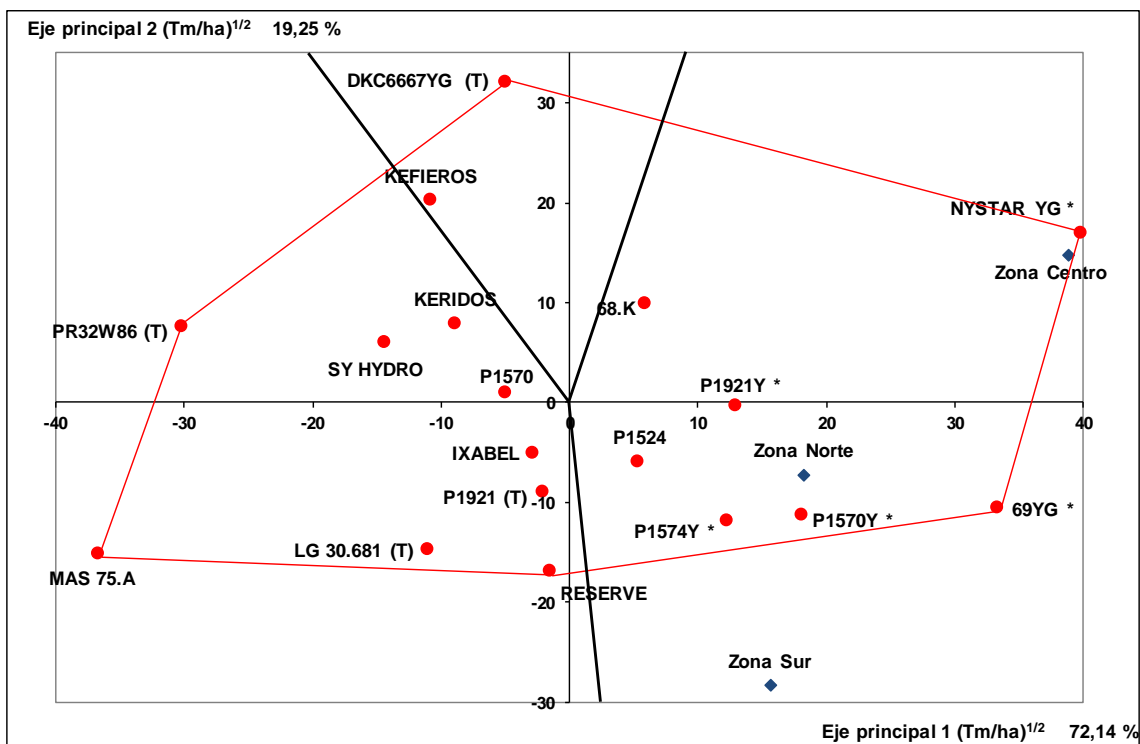 Eje principal 2 (Tm/ha)1/2 19,25 %
DKC6667YG (T)
30
KEFIEROS
20
NYSTAR YG *
Zona Centro
10
68.K
KERIDOS
PR32W86 (T)
SY HYDRO
P1570
P1921Y *
0
-40 -30 -20 -10 0 10 20 30 40
P1524
Zona Norte
IXABEL
P1921 (T)
-10
P1574Y *
P1570Y *
69YG *
LG 30.681 (T)
MAS 75.A
RESERVE
-20
Zona Sur
-30
Eje principal 1 (Tm/ha)1/2 72,14 %